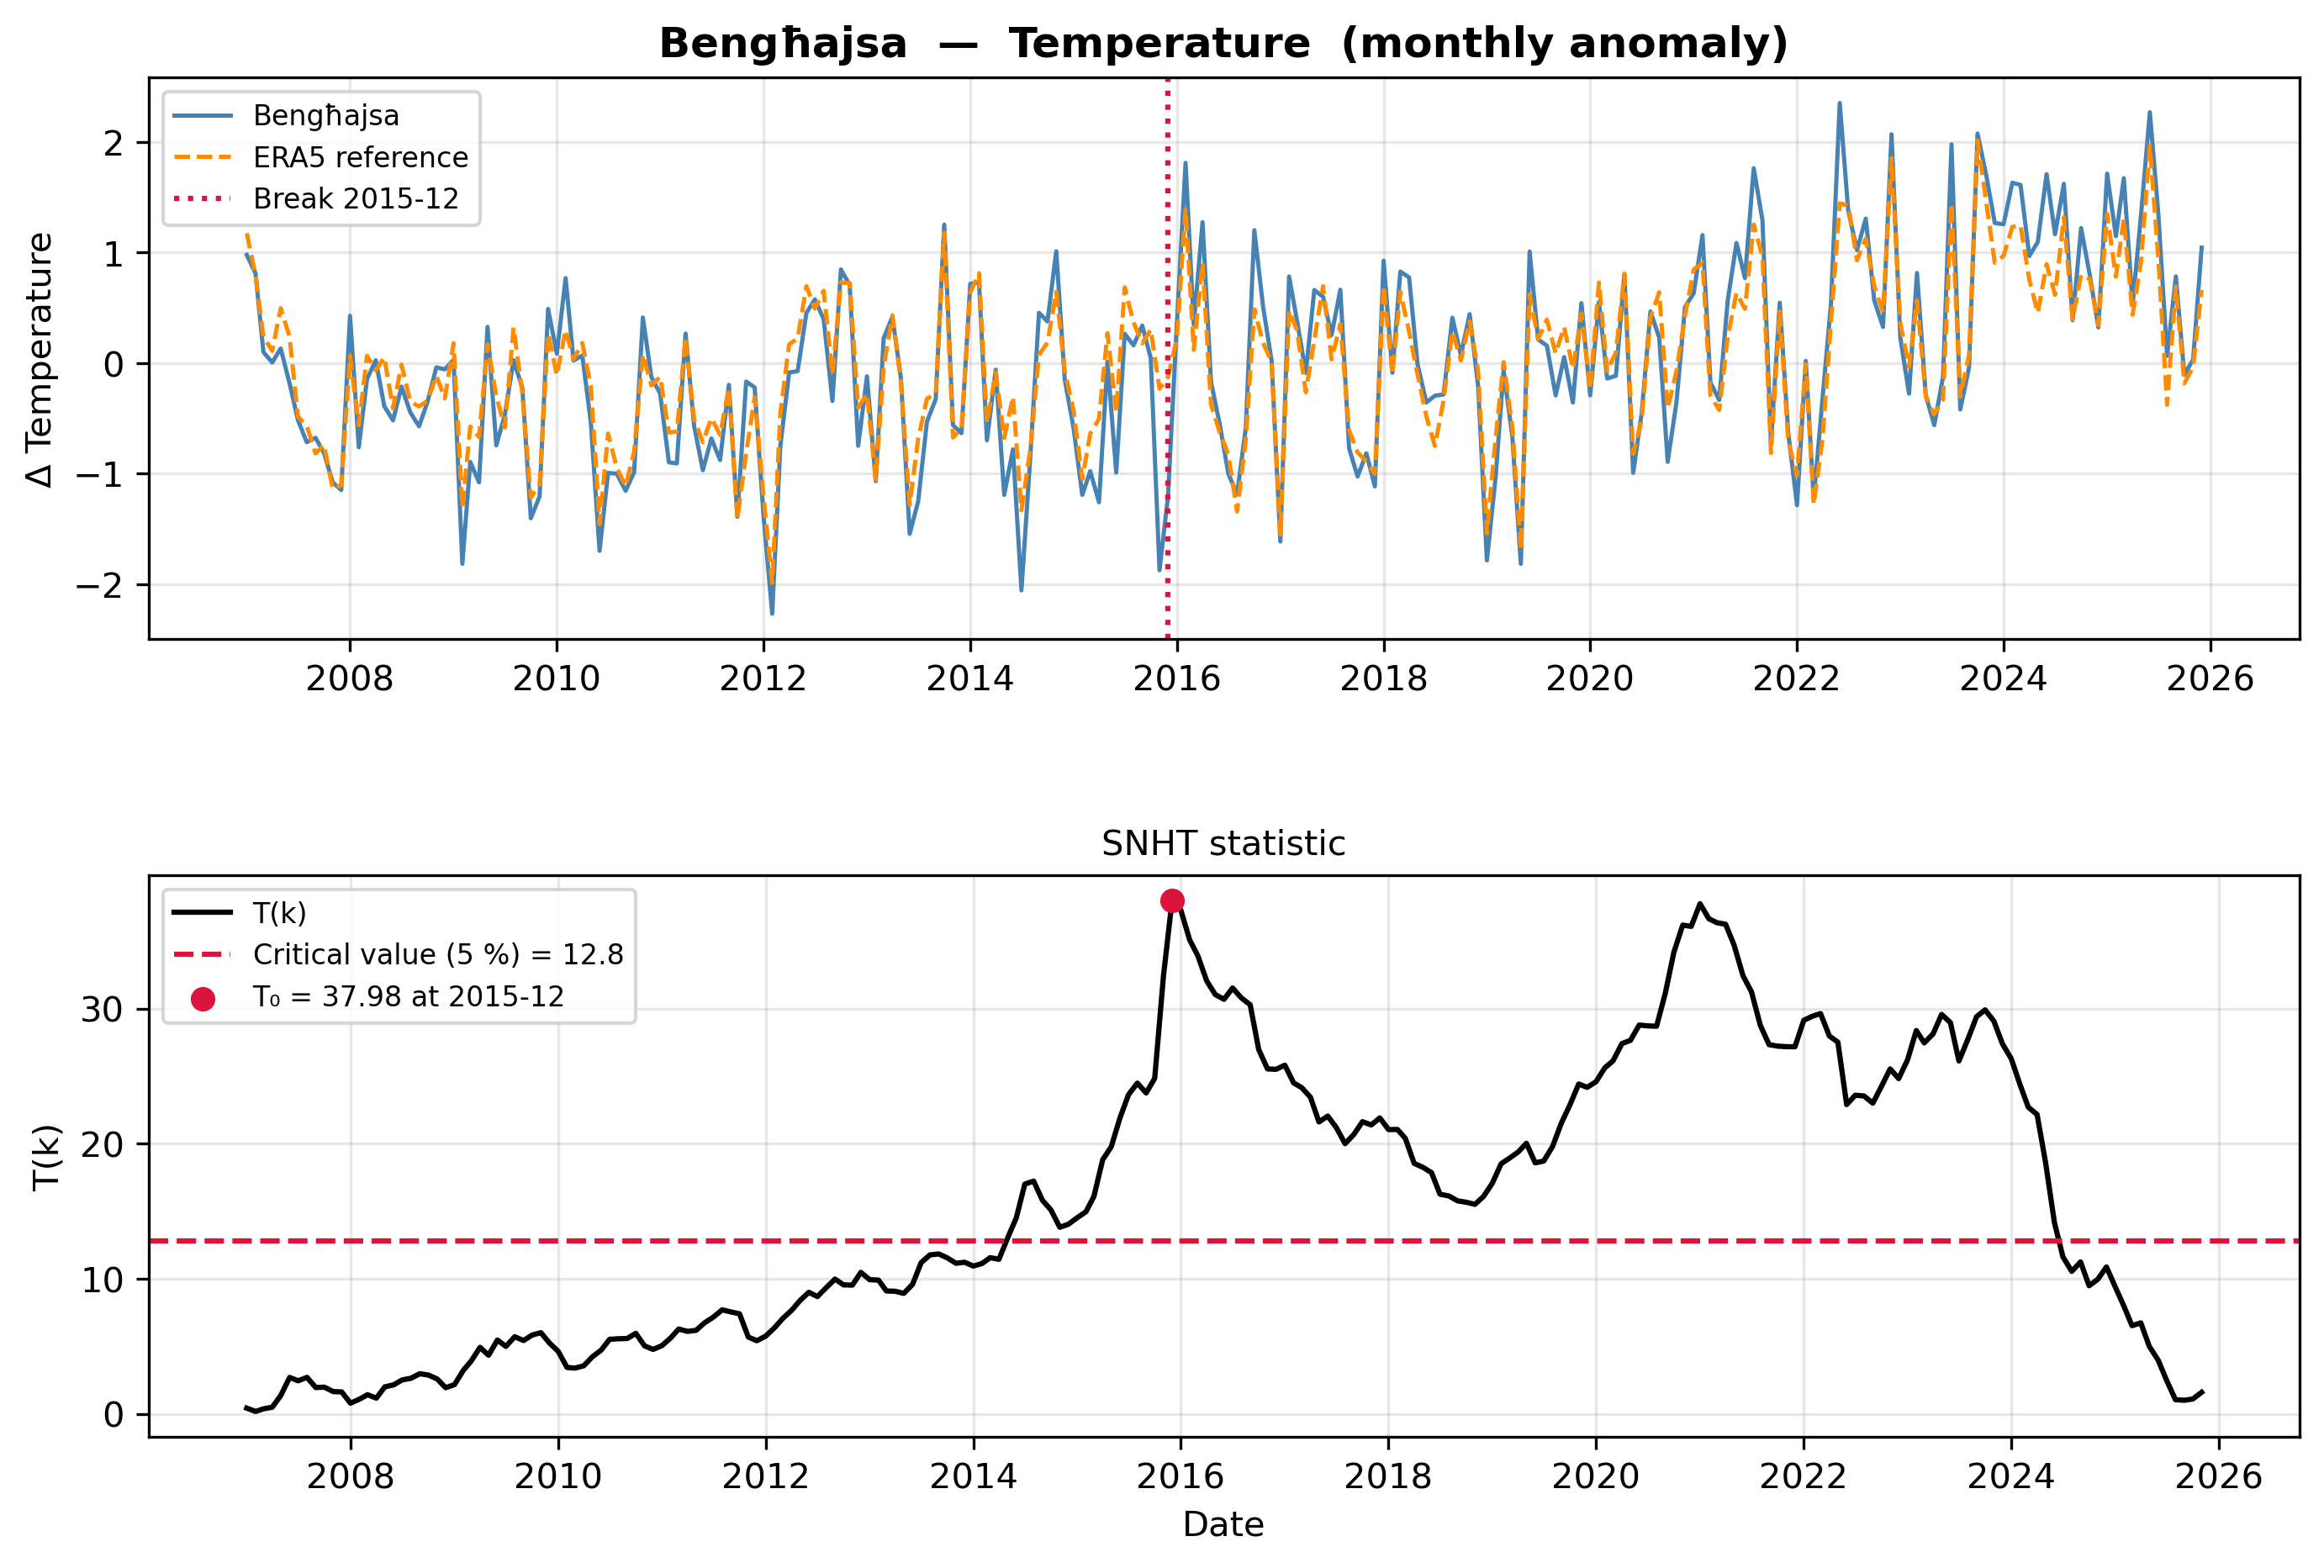 Bengħajsa — Temperature (monthly anomaly)
Bengħajsa
ERA5 reference
Break 2015-12
Δ Temperature
2
1
0
−1
−2
2008 2010 2012 2014 2016 2018 2020 2022 2024 2026
SNHT statistic
T(k)
Critical value (5 %) = 12.8
T₀ = 37.98 at 2015-12
T(k)
30
20
10
0
2008 2010 2012 2014 2016 2018 2020 2022 2024 2026
Date